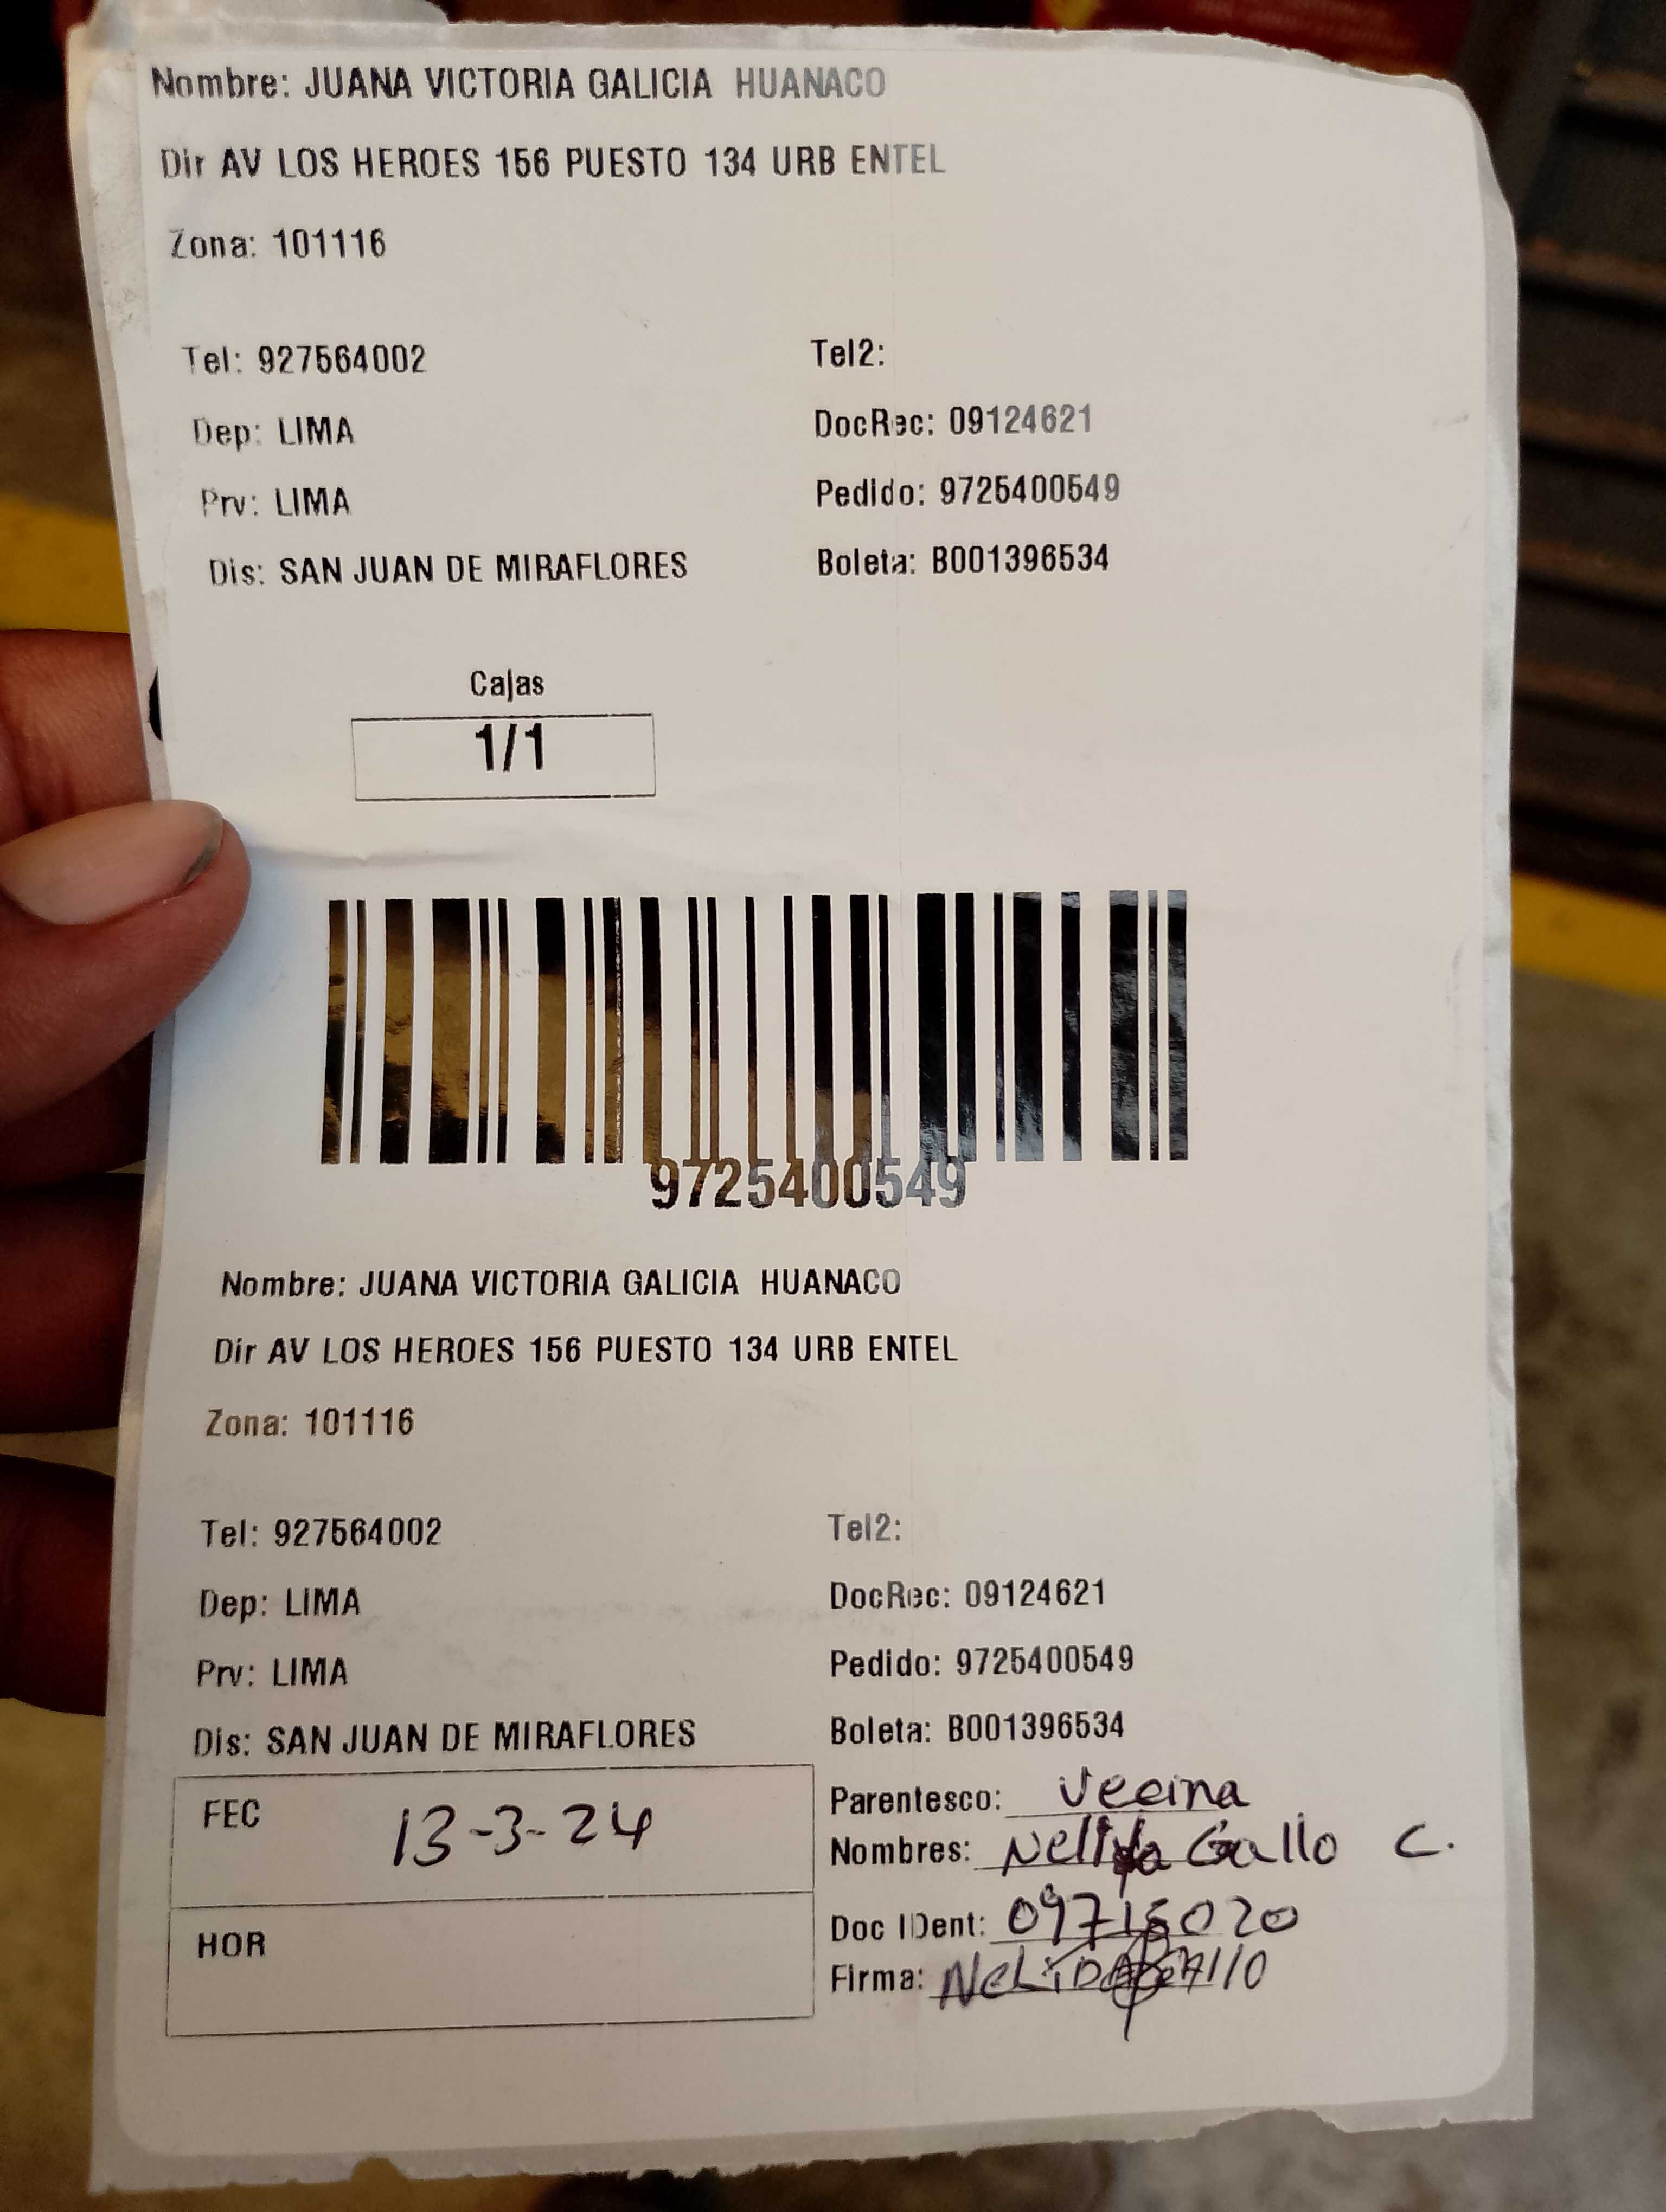 Nombre: JUANA VICTORIA GALICIA HUANACO
Dir AV LOS HEROES 156 PUESTO 134 URB ENTEL
Zona: 101116
Tel: 927564002 Tel2:
Dep: LIMA DocRec: 09124621
Prv: LIMA Pedido: 9725400549
Dis: SAN JUAN DE MIRAFLORES Boleta: B001396534
Cajas
1/1
9725400549
Nombre: JUANA VICTORIA GALICIA HUANACO
Dir AV LOS HEROES 156 PUESTO 134 URB ENTEL
Zona: 101116
Tel: 927564002 Tel2:
Dep: LIMA DocRec: 09124621
Prv: LIMA Pedido: 9725400549
Dis: SAN JUAN DE MIRAFLORES Boleta: B001396534
FEC 13-3-24 Parentesco: Vecina
Nombres: Nelida Gallo C.
HOR Doc IDent:
Firma: NeLiDA GAllO